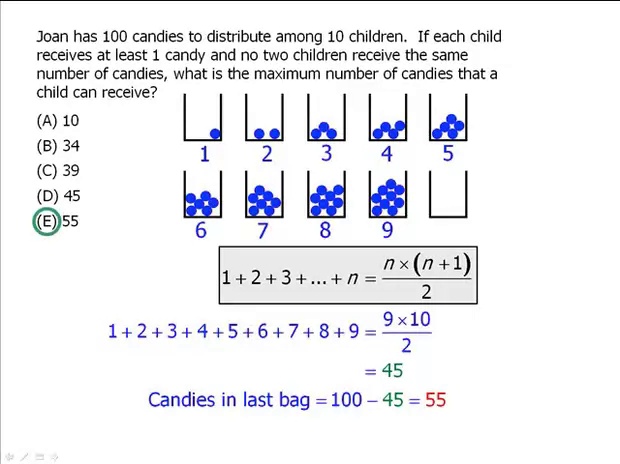 Joan has 100 candies to distribute among 10 children. If each child
receives at least 1 candy and no two children receive the same
number of candies, what is the maximum number of candies that a
child can receive?
(A) 10
(B) 34
(C) 39
(D) 45
(E) 55
1 2 3 4 5
6 7 8 9
1 + 2 + 3 + ... + n = n × (n + 1) / 2
1 + 2 + 3 + 4 + 5 + 6 + 7 + 8 + 9 = 9 × 10 / 2
= 45
Candies in last bag = 100 − 45 = 55